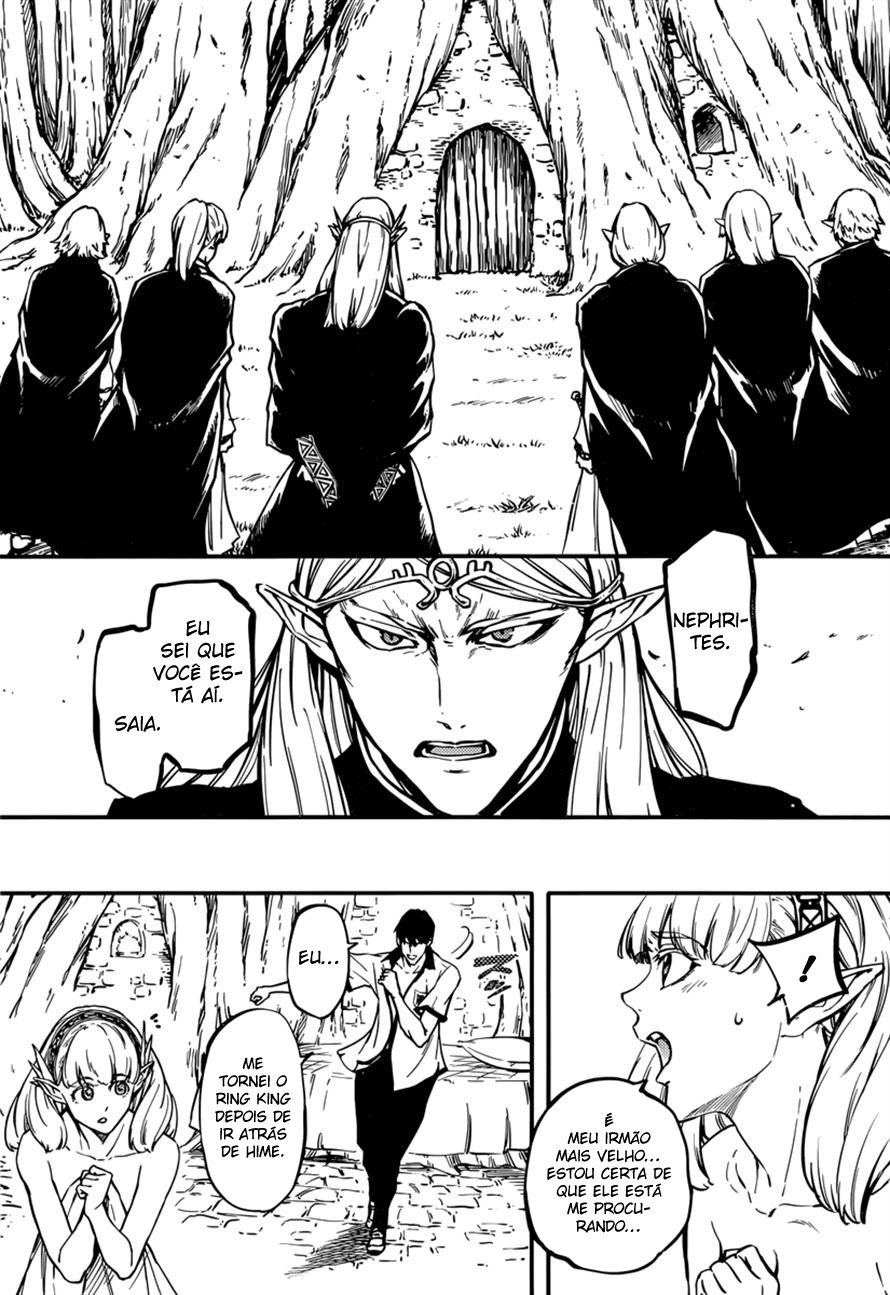 NEPHRI-
TES.
EU
SEI QUE
VOCÊ ES-
TÁ AÍ.
SAIA.
!
É
MEU IRMÃO
MAIS VELHO...
ESTOU CERTA DE
QUE ELE ESTÁ
ME PROCU-
RANDO...
EU...
ME
TORNEI O
RING KING
DEPOIS DE
IR ATRÁS
DE HIME.